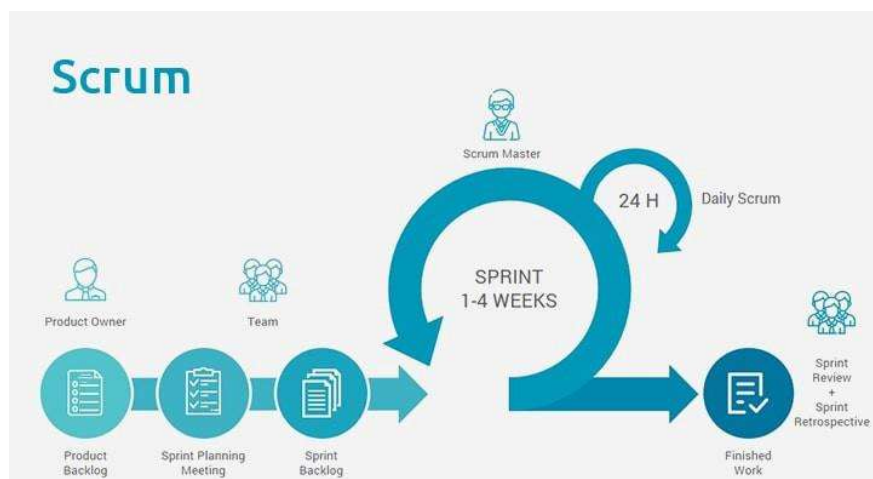 Scrum
Scrum Master
24 H
Daily Scrum
SPRINT
1-4 WEEKS
Product Owner
Team
Sprint
Review
+
Sprint
Retrospective
Product
Backlog
Sprint Planning
Meeting
Sprint
Backlog
Finished
Work